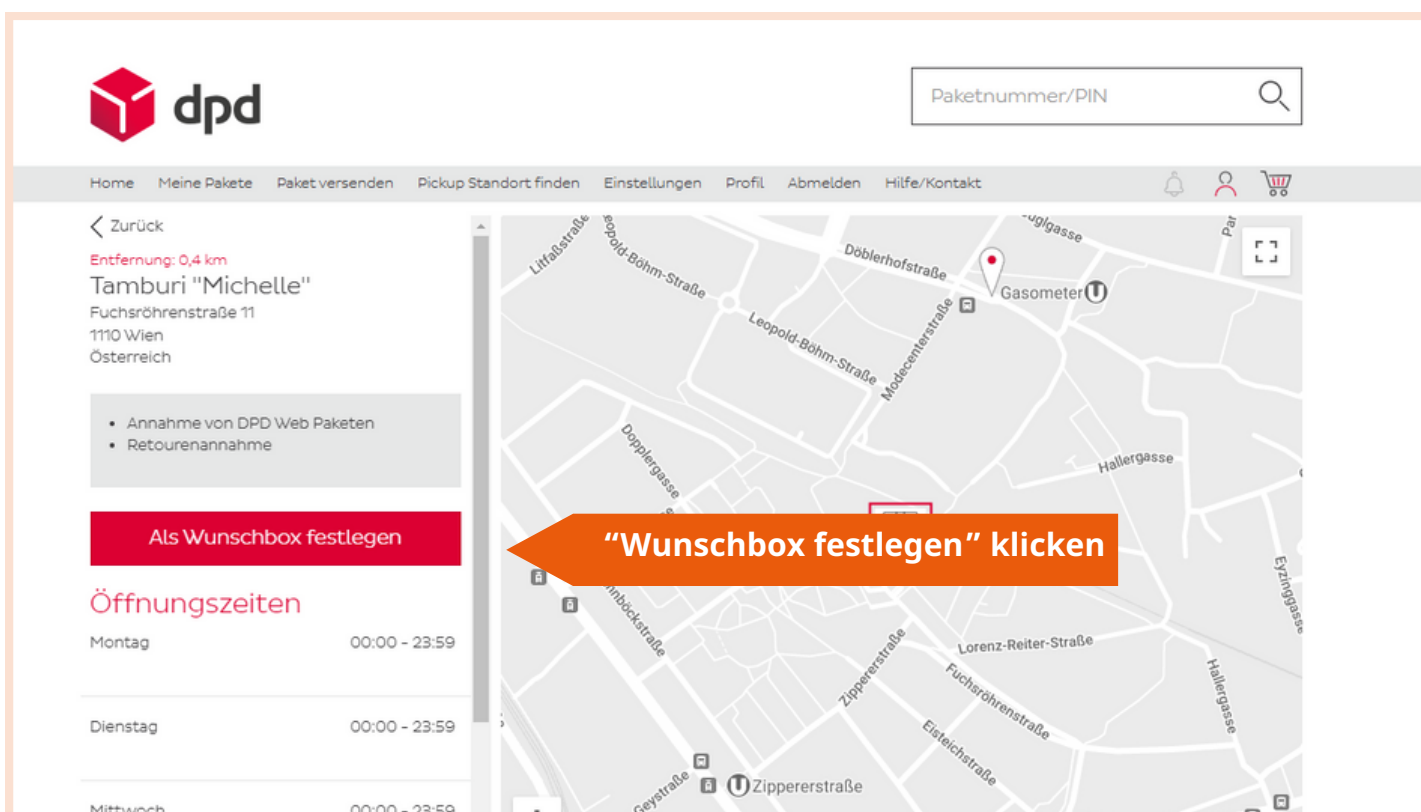 dpd
Paketnummer/PIN
Home Meine Pakete Paket versenden Pickup Standort finden Einstellungen Profil Abmelden Hilfe/Kontakt
Zurück
Entfernung: 0,4 km
Tamburi "Michelle"
Fuchsröhrenstraße 11
1110 Wien
Österreich
• Annahme von DPD Web Paketen
• Retourenannahme
Als Wunschbox festlegen
Öffnungszeiten
Montag 00:00 - 23:59
Dienstag 00:00 - 23:59
Mittwoch 00:00 - 23:59
“Wunschbox festlegen” klicken
Litfaßstraße
Leopold-Böhm-Straße
Döblerhofstraße
Gasometer U
Leopold-Böhm-Straße
Modecenterstraße
Dopplergasse
Hallergasse
Eyzinggasse
Lorenz-Reiter-Straße
Zippererstraße
Fuchsröhrenstraße
Hallergasse
Eisteichstraße
U Zippererstraße